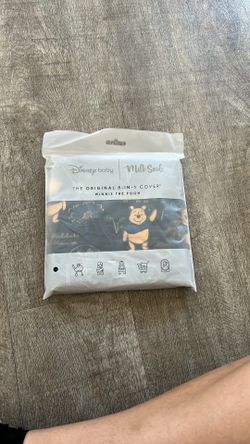 Disney baby Milk Snob
THE ORIGINAL 5-IN-1 COVER
WINNIE THE POOH